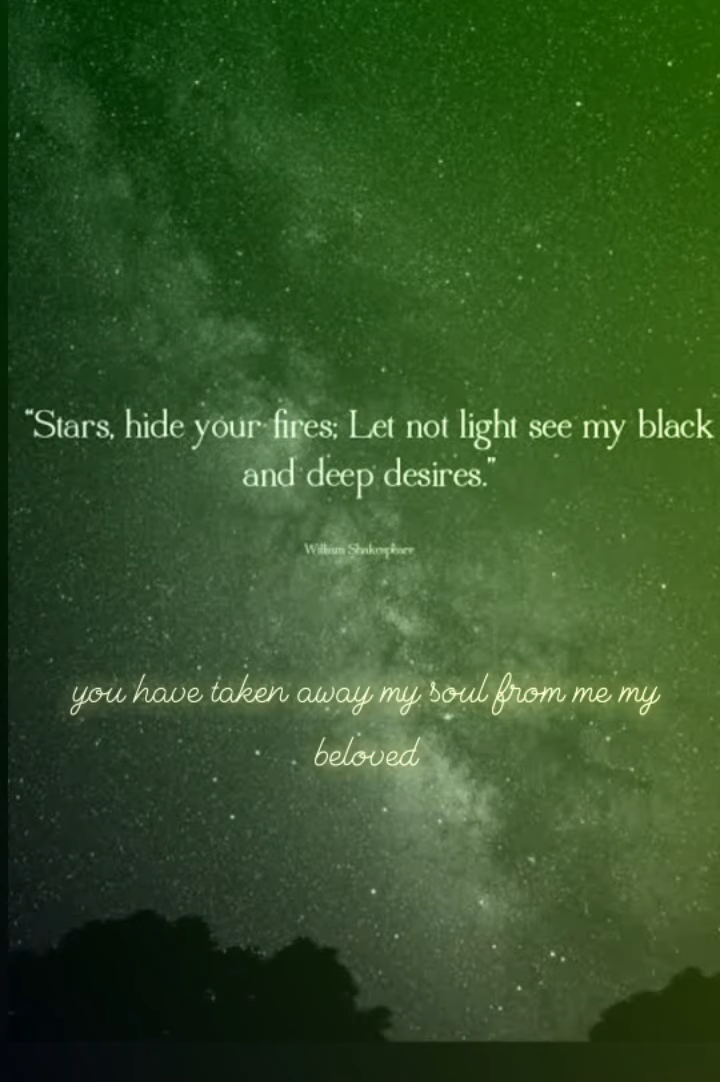 “Stars, hide your fires; Let not light see my black
and deep desires.”
William Shakesphare
you have taken away my soul from me my
beloved